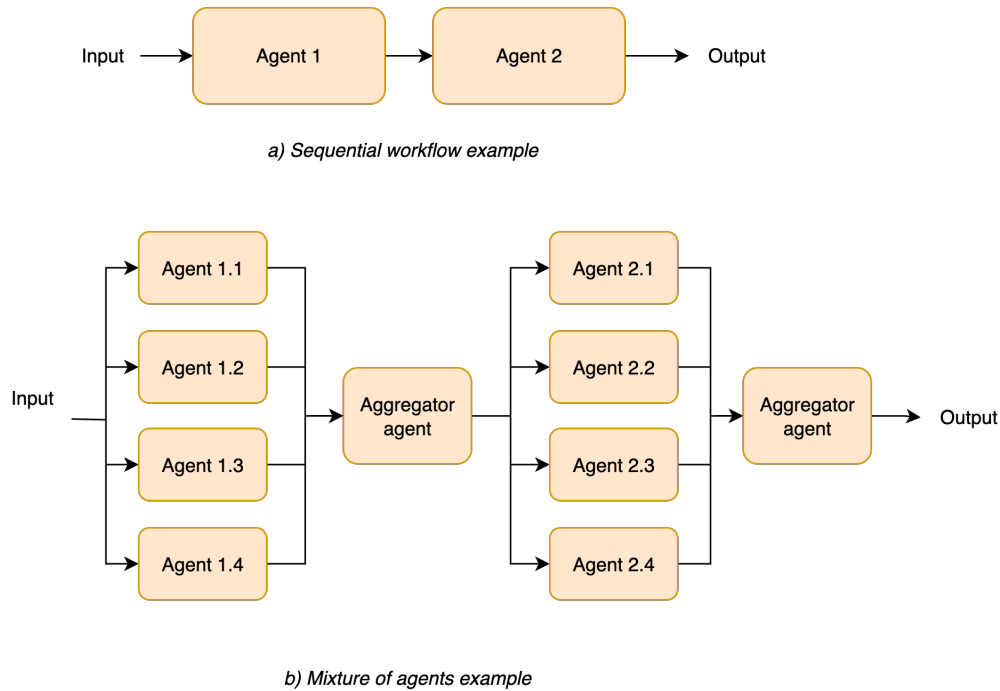 Input
Agent 1
Agent 2
Output
a) Sequential workflow example
Agent 1.1
Agent 2.1
Agent 1.2
Agent 2.2
Input
Aggregator
agent
Aggregator
agent
Output
Agent 1.3
Agent 2.3
Agent 1.4
Agent 2.4
b) Mixture of agents example